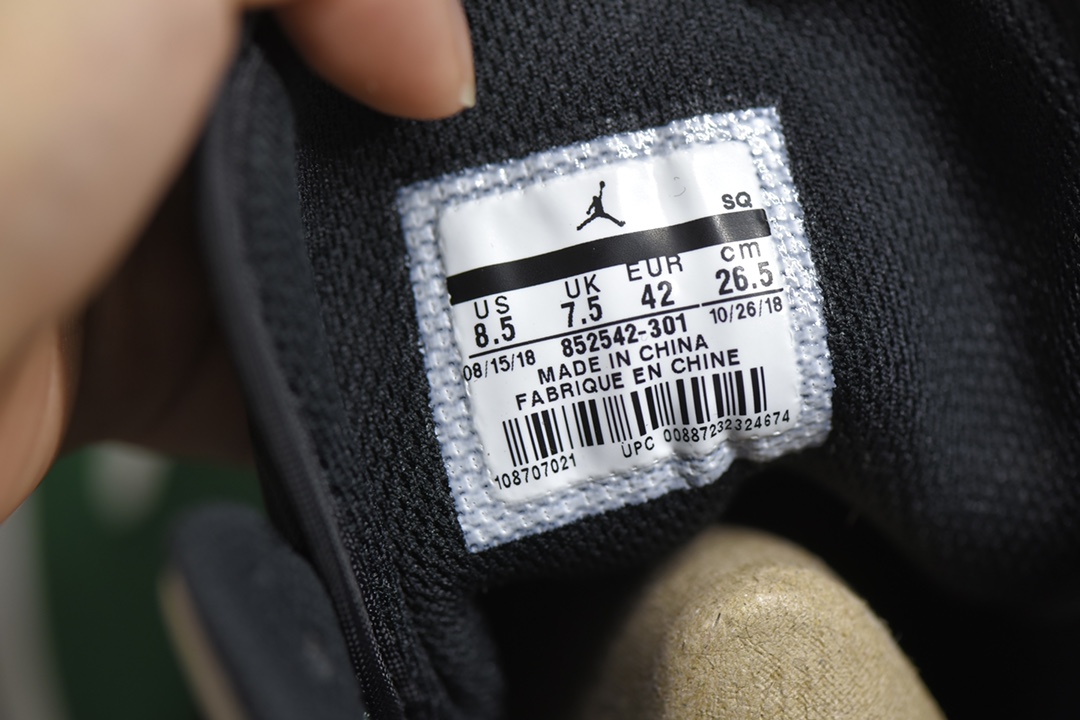 SQ
US UK EUR cm
8.5 7.5 42 26.5
08/15/18 852542-301 10/26/18
MADE IN CHINA
FABRIQUE EN CHINE
108707021 UPC 00887232324674